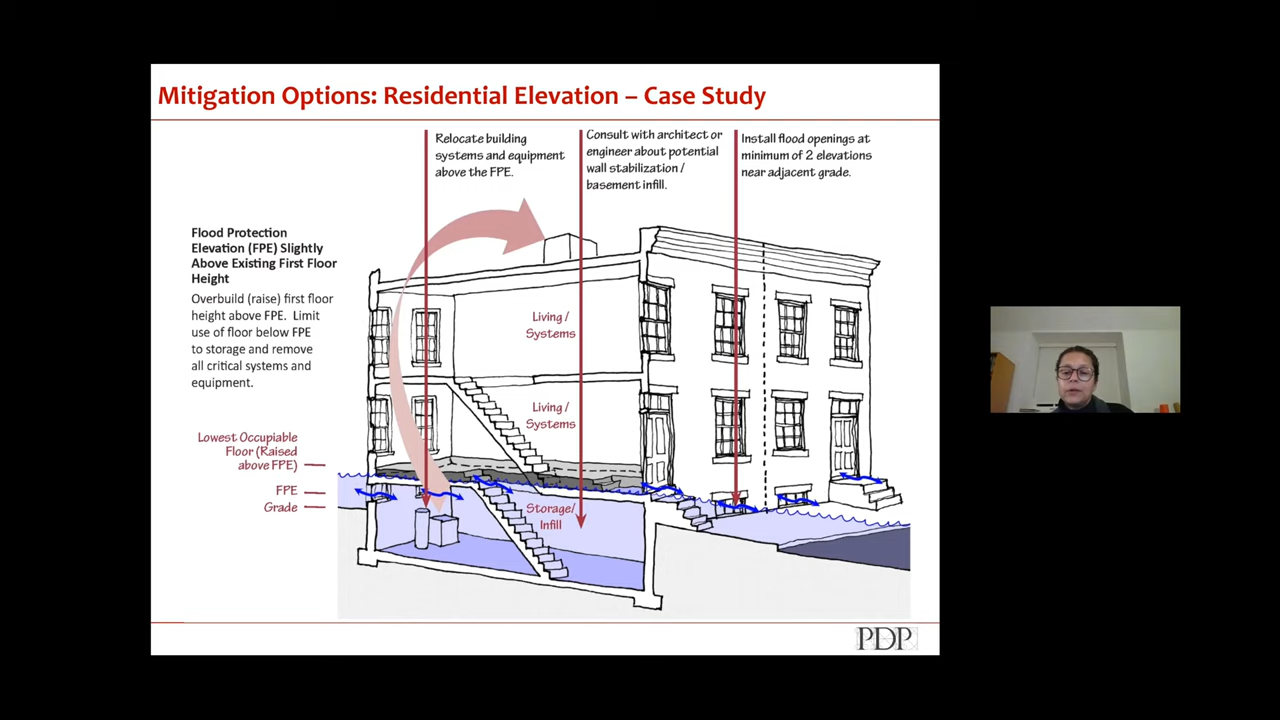 Mitigation Options: Residential Elevation – Case Study
Relocate building
systems and equipment
above the FPE.
Consult with architect or
engineer about potential
wall stabilization /
basement infill.
Install flood openings at
minimum of 2 elevations
near adjacent grade.
Flood Protection
Elevation (FPE) Slightly
Above Existing First Floor
Height
Overbuild (raise) first floor
height above FPE. Limit
use of floor below FPE
to storage and remove
all critical systems and
equipment.
Living /
Systems
Living /
Systems
Lowest Occupiable
Floor (Raised
above FPE)
FPE
Grade
Storage/
Infill
PDP